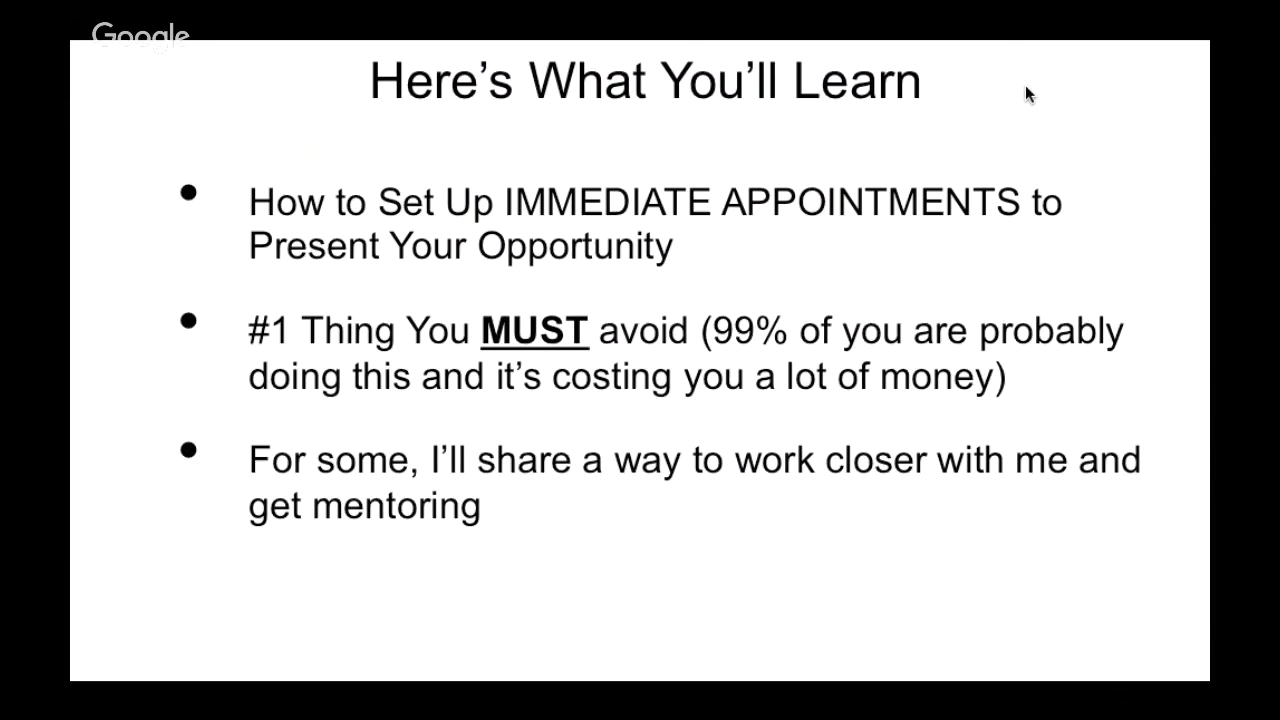 Google
Here’s What You’ll Learn
• How to Set Up IMMEDIATE APPOINTMENTS to
Present Your Opportunity
• #1 Thing You MUST avoid (99% of you are probably
doing this and it’s costing you a lot of money)
• For some, I’ll share a way to work closer with me and
get mentoring